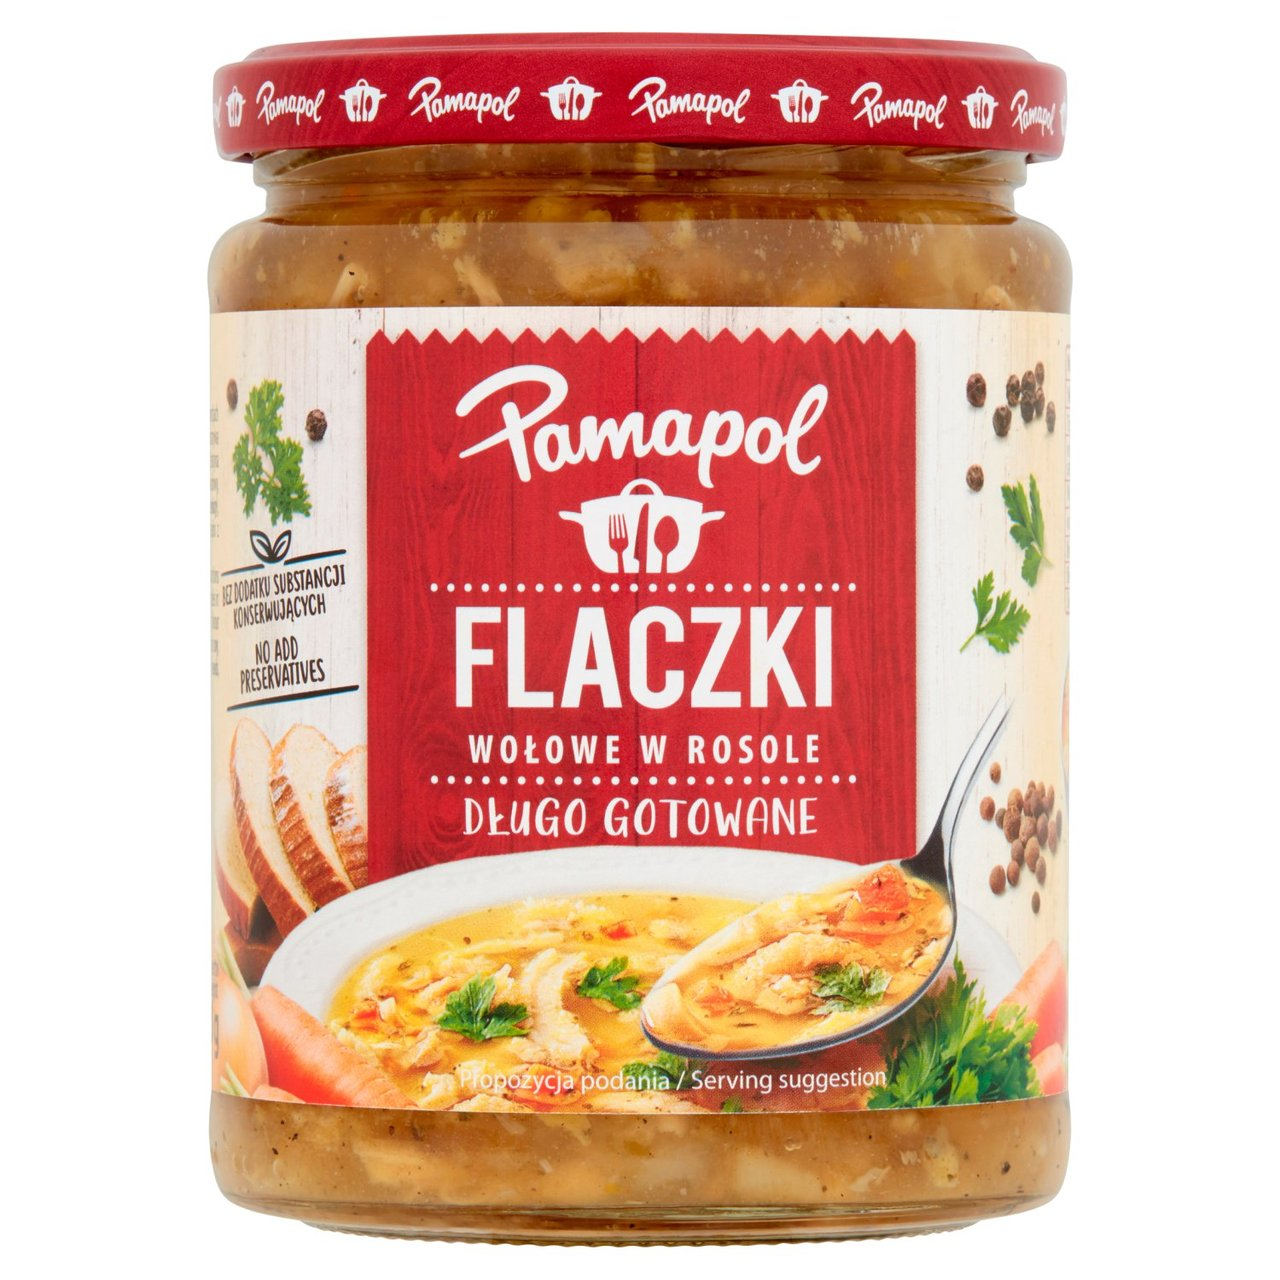 Pamapol Pamapol Pamapol Pamapol Pamapol
Pamapol
FLACZKI
WOŁOWE W ROSOLE
DŁUGO GOTOWANE
BEZ DODATKU SUBSTANCJI
KONSERWUJĄCYCH
NO ADD
PRESERVATIVES
Propozycja podania / Serving suggestion